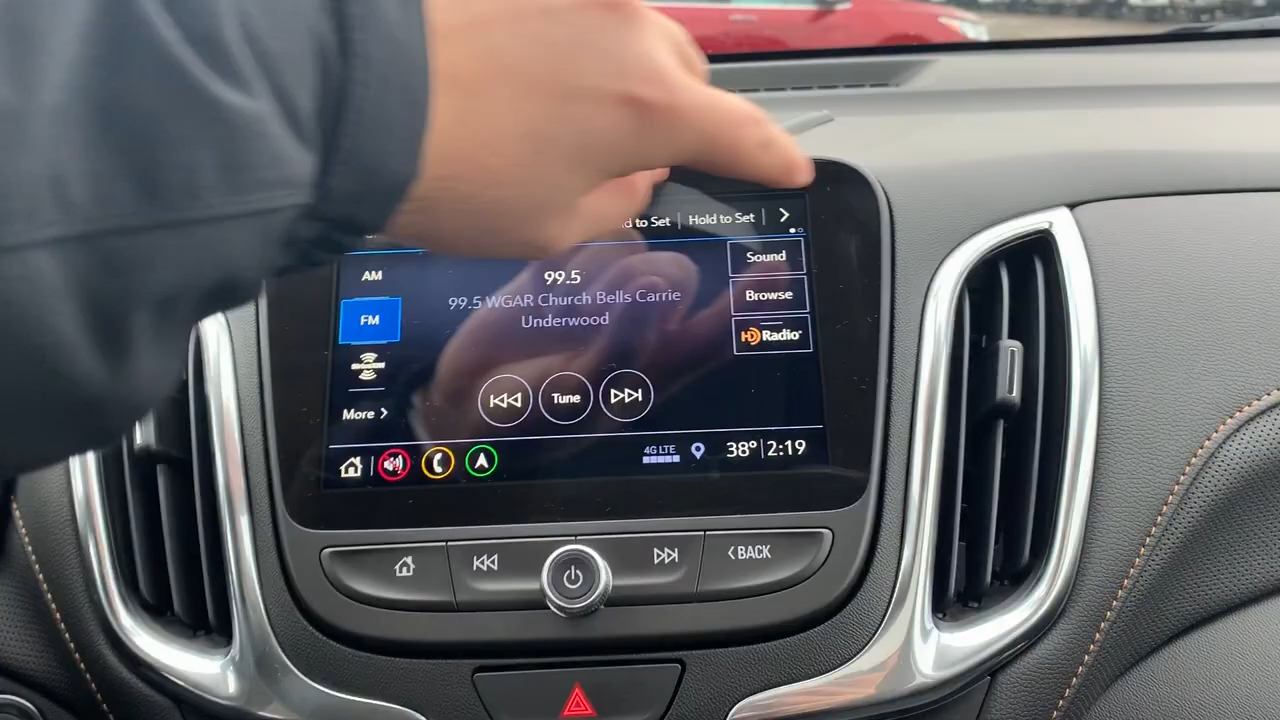 d to Set | Hold to Set
AM
FM
More
99.5
99.5 WGAR Church Bells Carrie
Underwood
Sound
Browse
HD Radio
Tune
4G LTE
38° 2:19
BACK